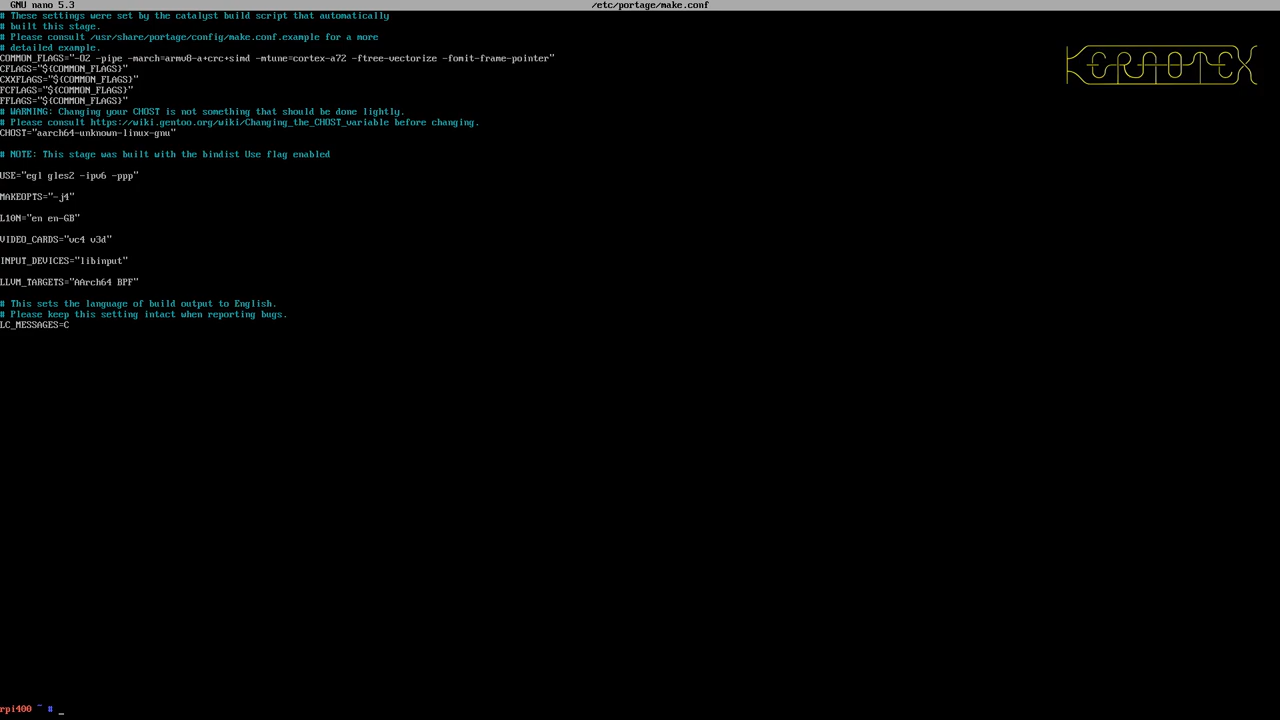 GNU nano 5.3 /etc/portage/make.conf
# These settings were set by the catalyst build script that automatically
# built this stage.
# Please consult /usr/share/portage/config/make.conf.example for a more
# detailed example.
COMMON_FLAGS="-O2 -pipe -march=armv8-a+crc+simd -mtune=cortex-a72 -ftree-vectorize -fomit-frame-pointer"
CFLAGS="${COMMON_FLAGS}"
CXXFLAGS="${COMMON_FLAGS}"
FCFLAGS="${COMMON_FLAGS}"
FFLAGS="${COMMON_FLAGS}"
# WARNING: Changing your CHOST is not something that should be done lightly.
# Please consult https://wiki.gentoo.org/wiki/Changing_the_CHOST_variable before changing.
CHOST="aarch64-unknown-linux-gnu"
# NOTE: This stage was built with the bindist Use flag enabled
USE="egl gles2 -ipv6 -ppp"
MAKEOPTS="-j4"
L10N="en en-GB"
VIDEO_CARDS="vc4 v3d"
INPUT_DEVICES="libinput"
LLVM_TARGETS="AArch64 BPF"
# This sets the language of build output to English.
# Please keep this setting intact when reporting bugs.
LC_MESSAGES=C
rpi400 ~ # _